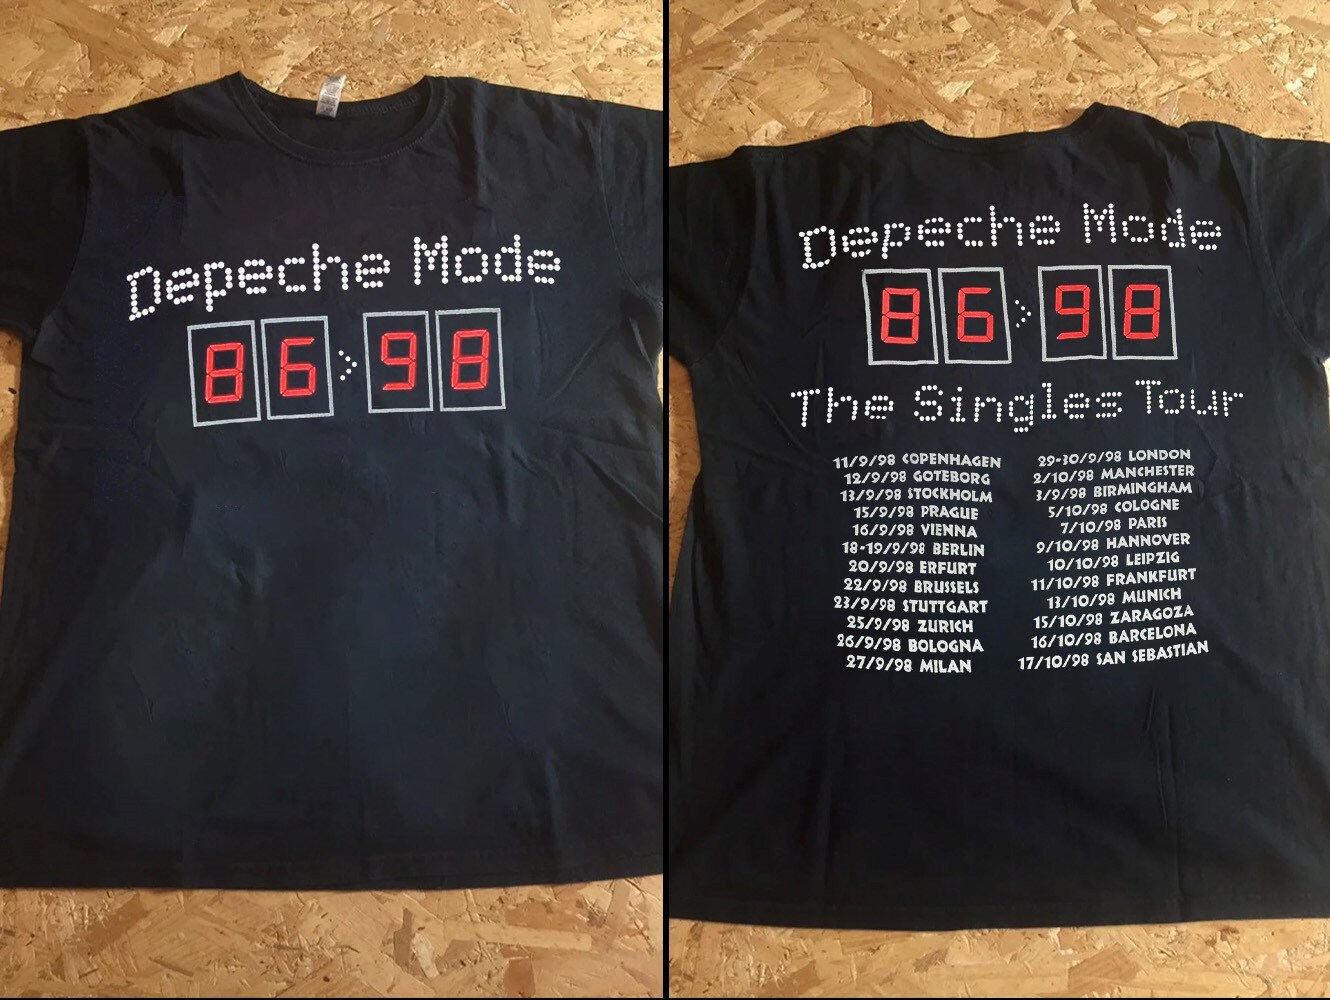 Depeche Mode
86>98
Depeche Mode
86>98
The Singles Tour
11/9/98 COPENHAGEN
12/9/98 GOTEBORG
13/9/98 STOCKHOLM
15/9/98 PRAGUE
16/9/98 VIENNA
18-19/9/98 BERLIN
20/9/98 ERFURT
22/9/98 BRUSSELS
23/9/98 STUTTGART
25/9/98 ZURICH
26/9/98 BOLOGNA
27/9/98 MILAN
29-30/9/98 LONDON
2/10/98 MANCHESTER
3/9/98 BIRMINGHAM
5/10/98 COLOGNE
7/10/98 PARIS
9/10/98 HANNOVER
10/10/98 LEIPZIG
11/10/98 FRANKFURT
13/10/98 MUNICH
15/10/98 ZARAGOZA
16/10/98 BARCELONA
17/10/98 SAN SEBASTIAN